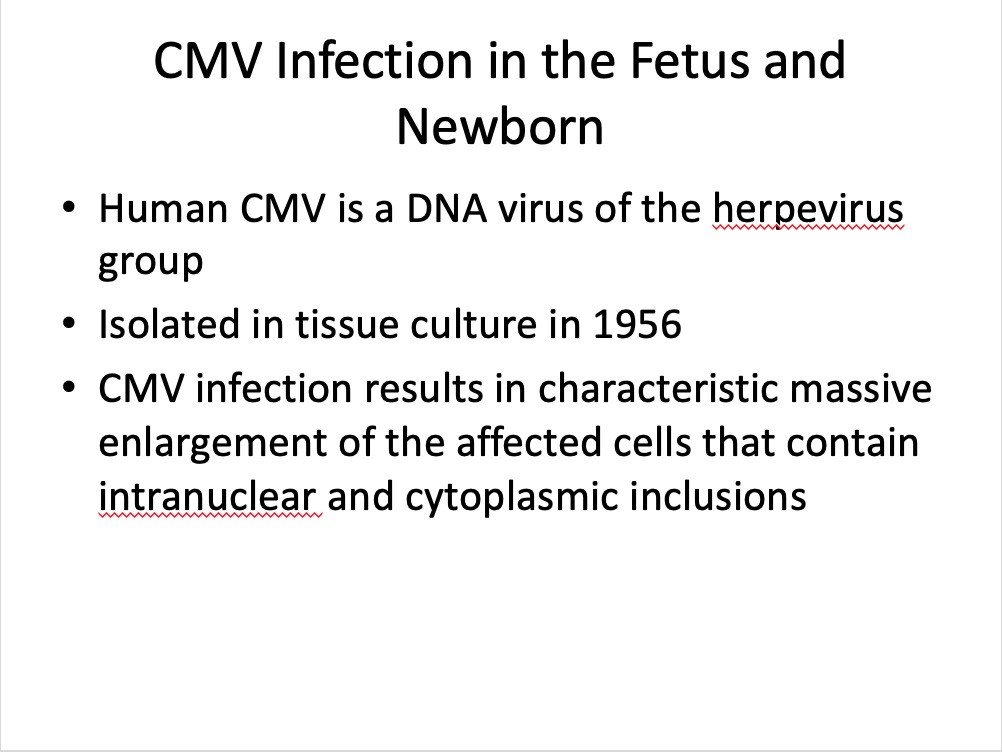 CMV Infection in the Fetus and
Newborn
• Human CMV is a DNA virus of the herpevirus
group
• Isolated in tissue culture in 1956
• CMV infection results in characteristic massive
enlargement of the affected cells that contain
intranuclear and cytoplasmic inclusions